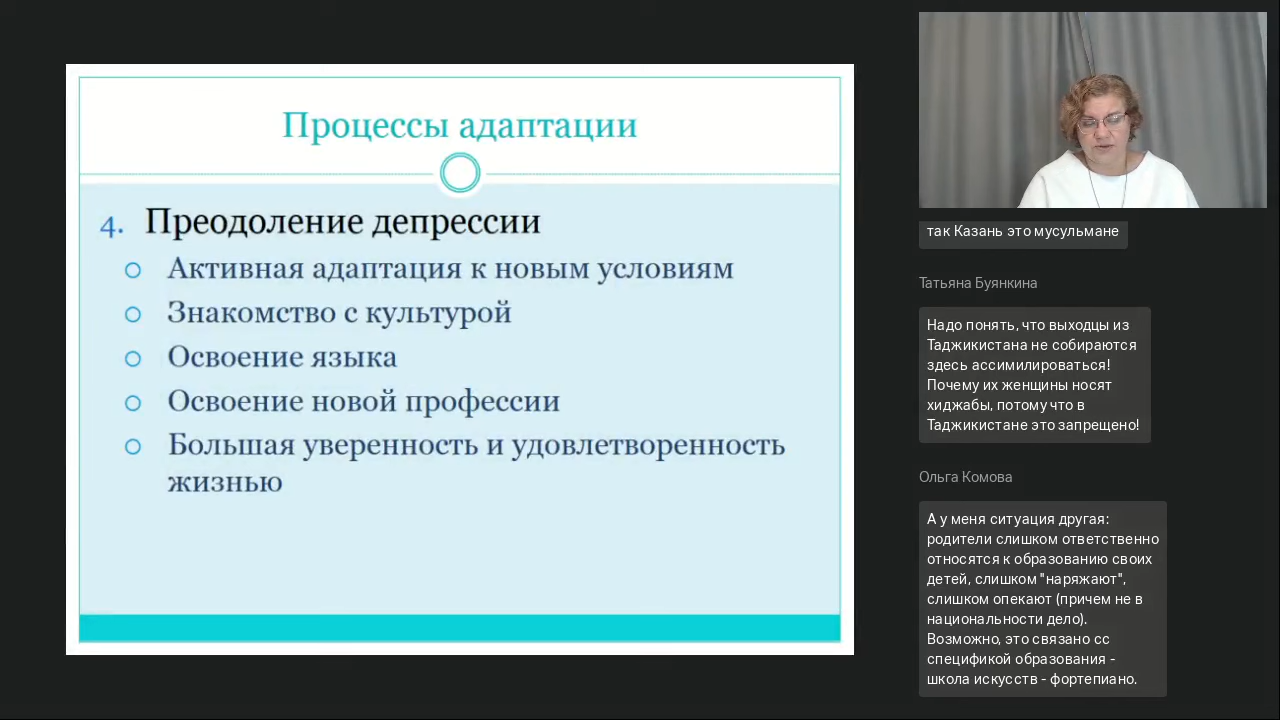 Процессы адаптации
4. Преодоление депрессии
Активная адаптация к новым условиям
Знакомство с культурой
Освоение языка
Освоение новой профессии
Большая уверенность и удовлетворенность
жизнью
так Казань это мусульмане
Татьяна Буянкина
Надо понять, что выходцы из
Таджикистана не собираются
здесь ассимилироваться!
Почему их женщины носят
хиджабы, потому что в
Таджикистане это запрещено!
Ольга Комова
А у меня ситуация другая:
родители слишком ответственно
относятся к образованию своих
детей, слишком "наряжают",
слишком опекают (причем не в
национальности дело).
Возможно, это связано сс
спецификой образования -
школа искусств - фортепиано.